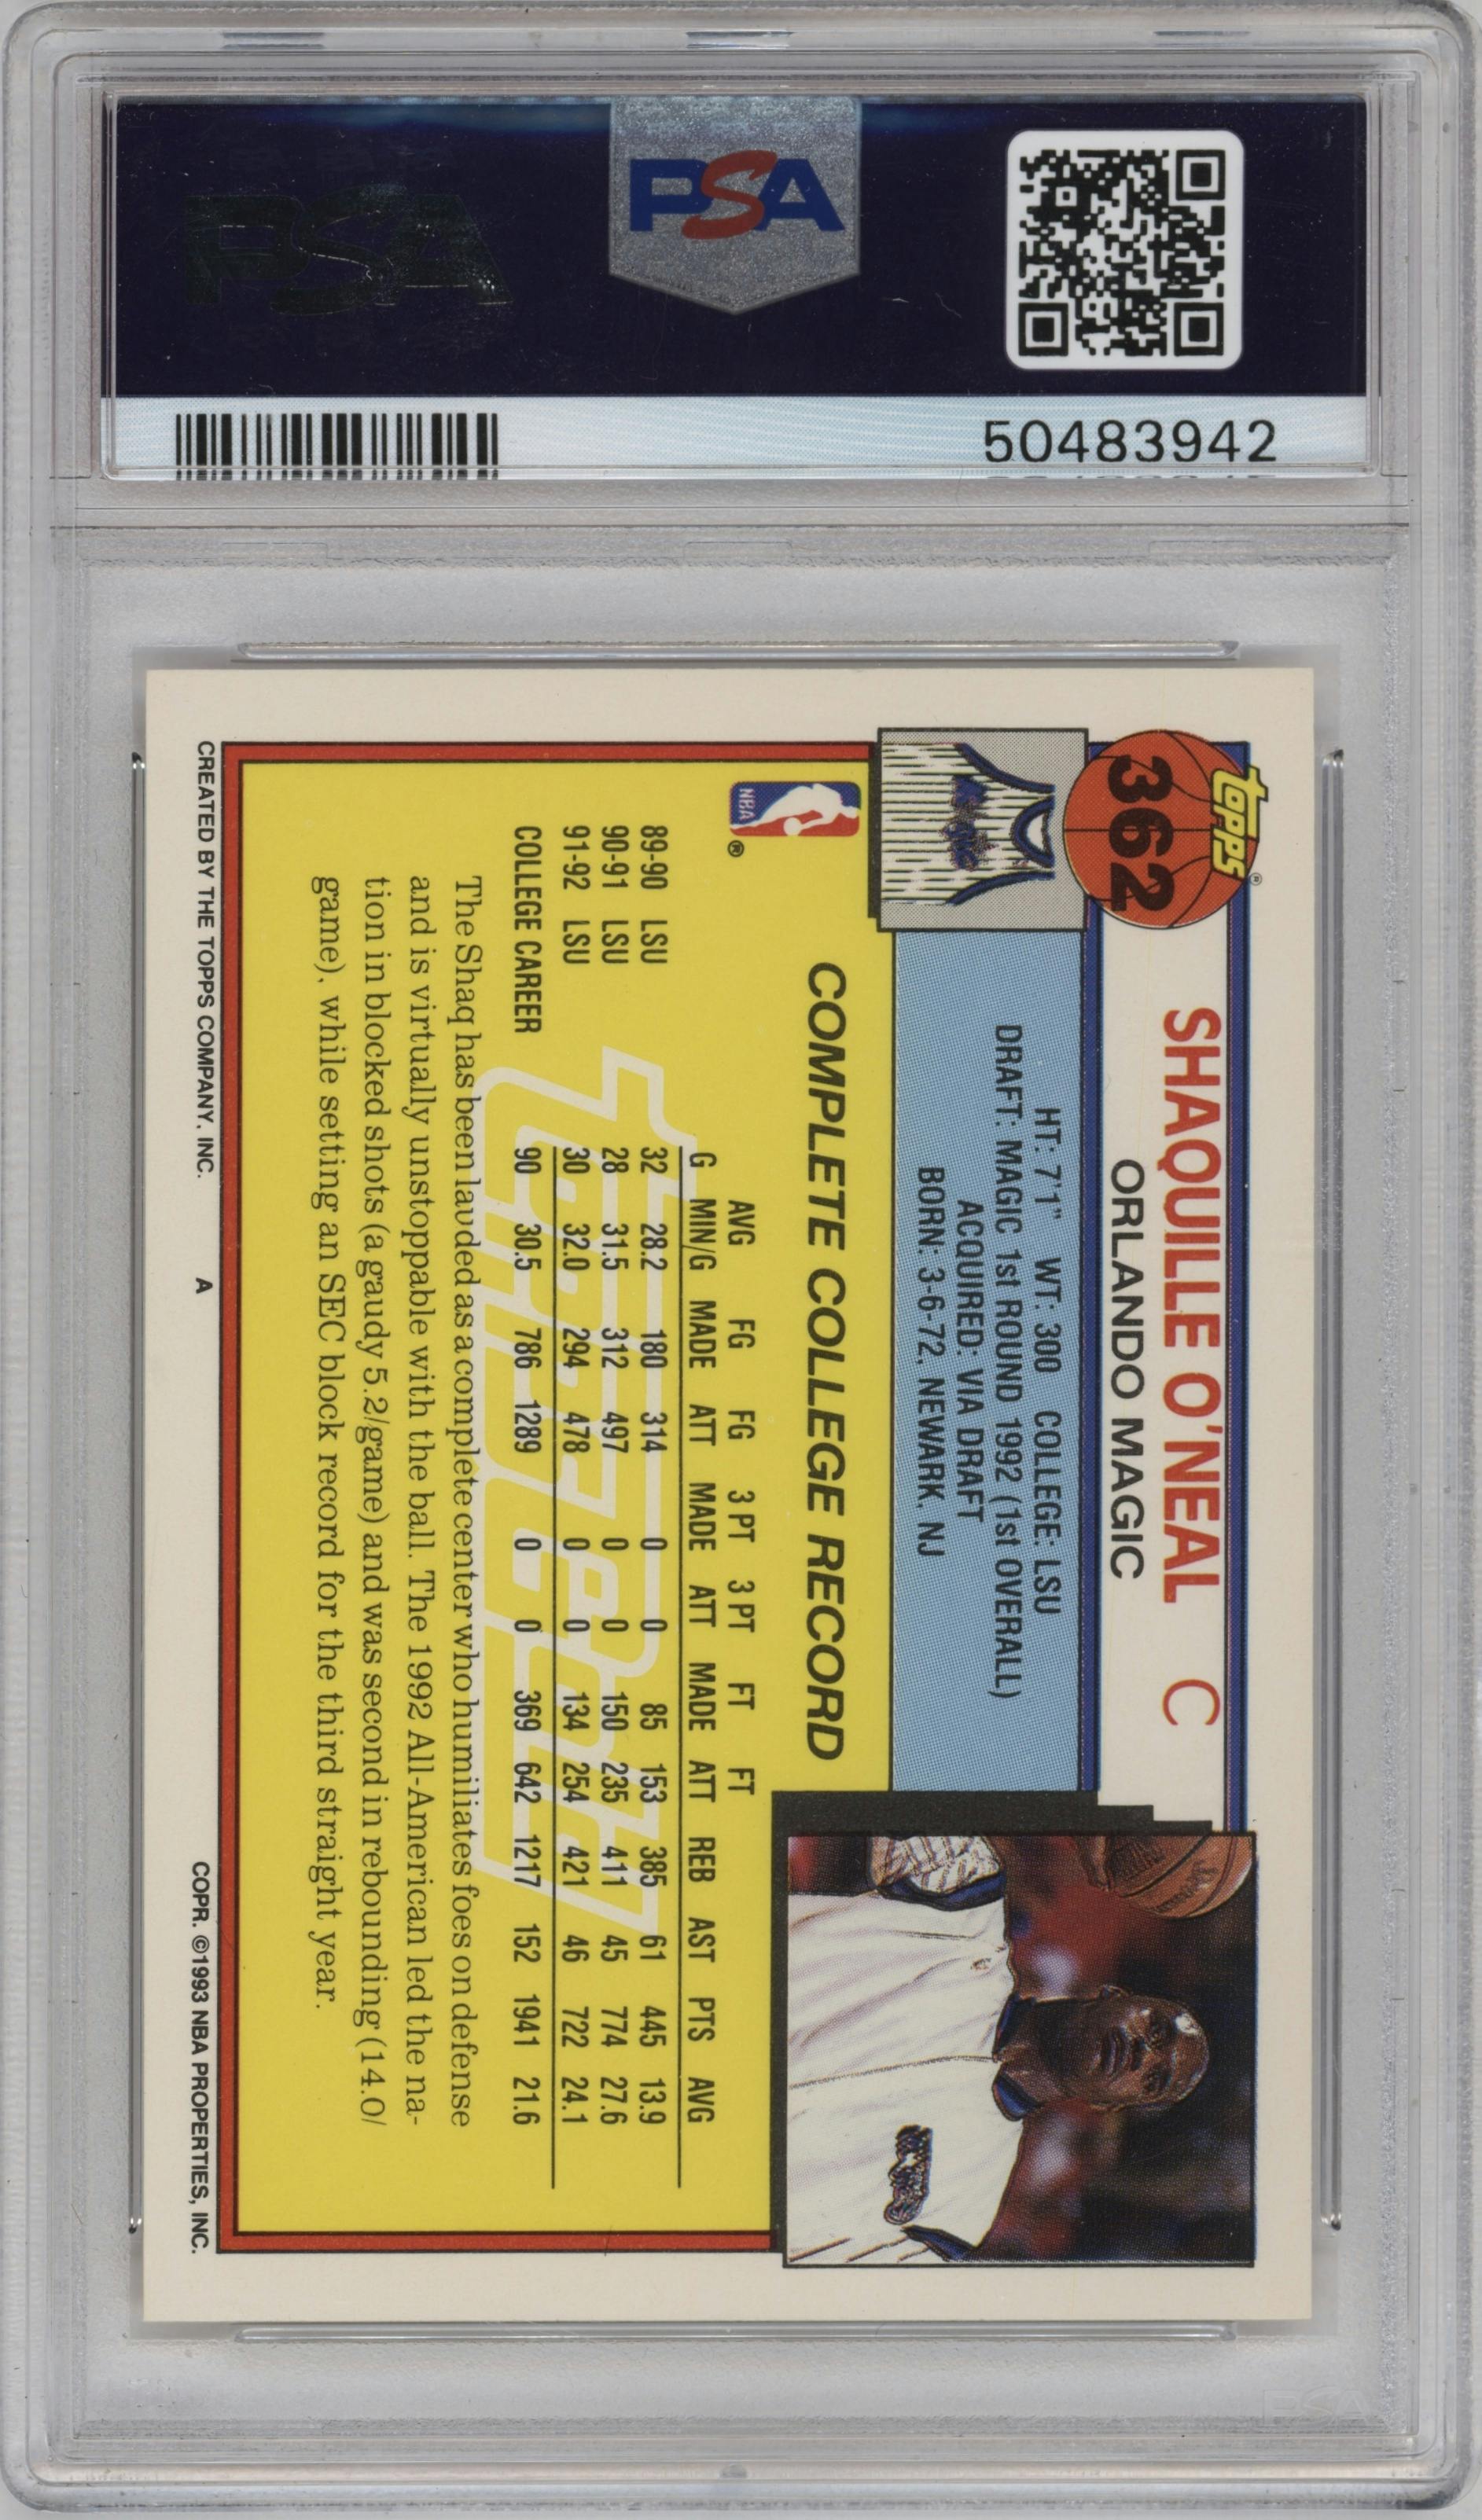 PSA
PSA
50483942
topps®
362
SHAQUILLE O'NEAL C
ORLANDO MAGIC
HT: 7'1" WT: 300 COLLEGE: LSU
DRAFT: MAGIC 1st ROUND 1992 (1st OVERALL)
ACQUIRED: VIA DRAFT
BORN: 3-6-72, NEWARK, NJ
COMPLETE COLLEGE RECORD
NBA
®
AVG FG FG 3 PT 3 PT FT FT
G MIN/G MADE ATT MADE ATT MADE ATT REB AST PTS AVG
89-90 LSU 32 28.2 180 314 0 0 85 153 385 61 445 13.9
90-91 LSU 28 31.5 312 497 0 0 150 235 411 45 774 27.6
91-92 LSU 30 32.0 294 478 0 0 134 254 421 46 722 24.1
COLLEGE CAREER 90 30.5 786 1289 0 0 369 642 1217 152 1941 21.6
The Shaq has been lauded as a complete center who humiliates foes on defense
and is virtually unstoppable with the ball. The 1992 All-American led the na-
tion in blocked shots (a gaudy 5.2/game) and was second in rebounding (14.0/
game), while setting an SEC block record for the third straight year.
CREATED BY THE TOPPS COMPANY, INC. A COPR. ©1993 NBA PROPERTIES, INC.
PSA